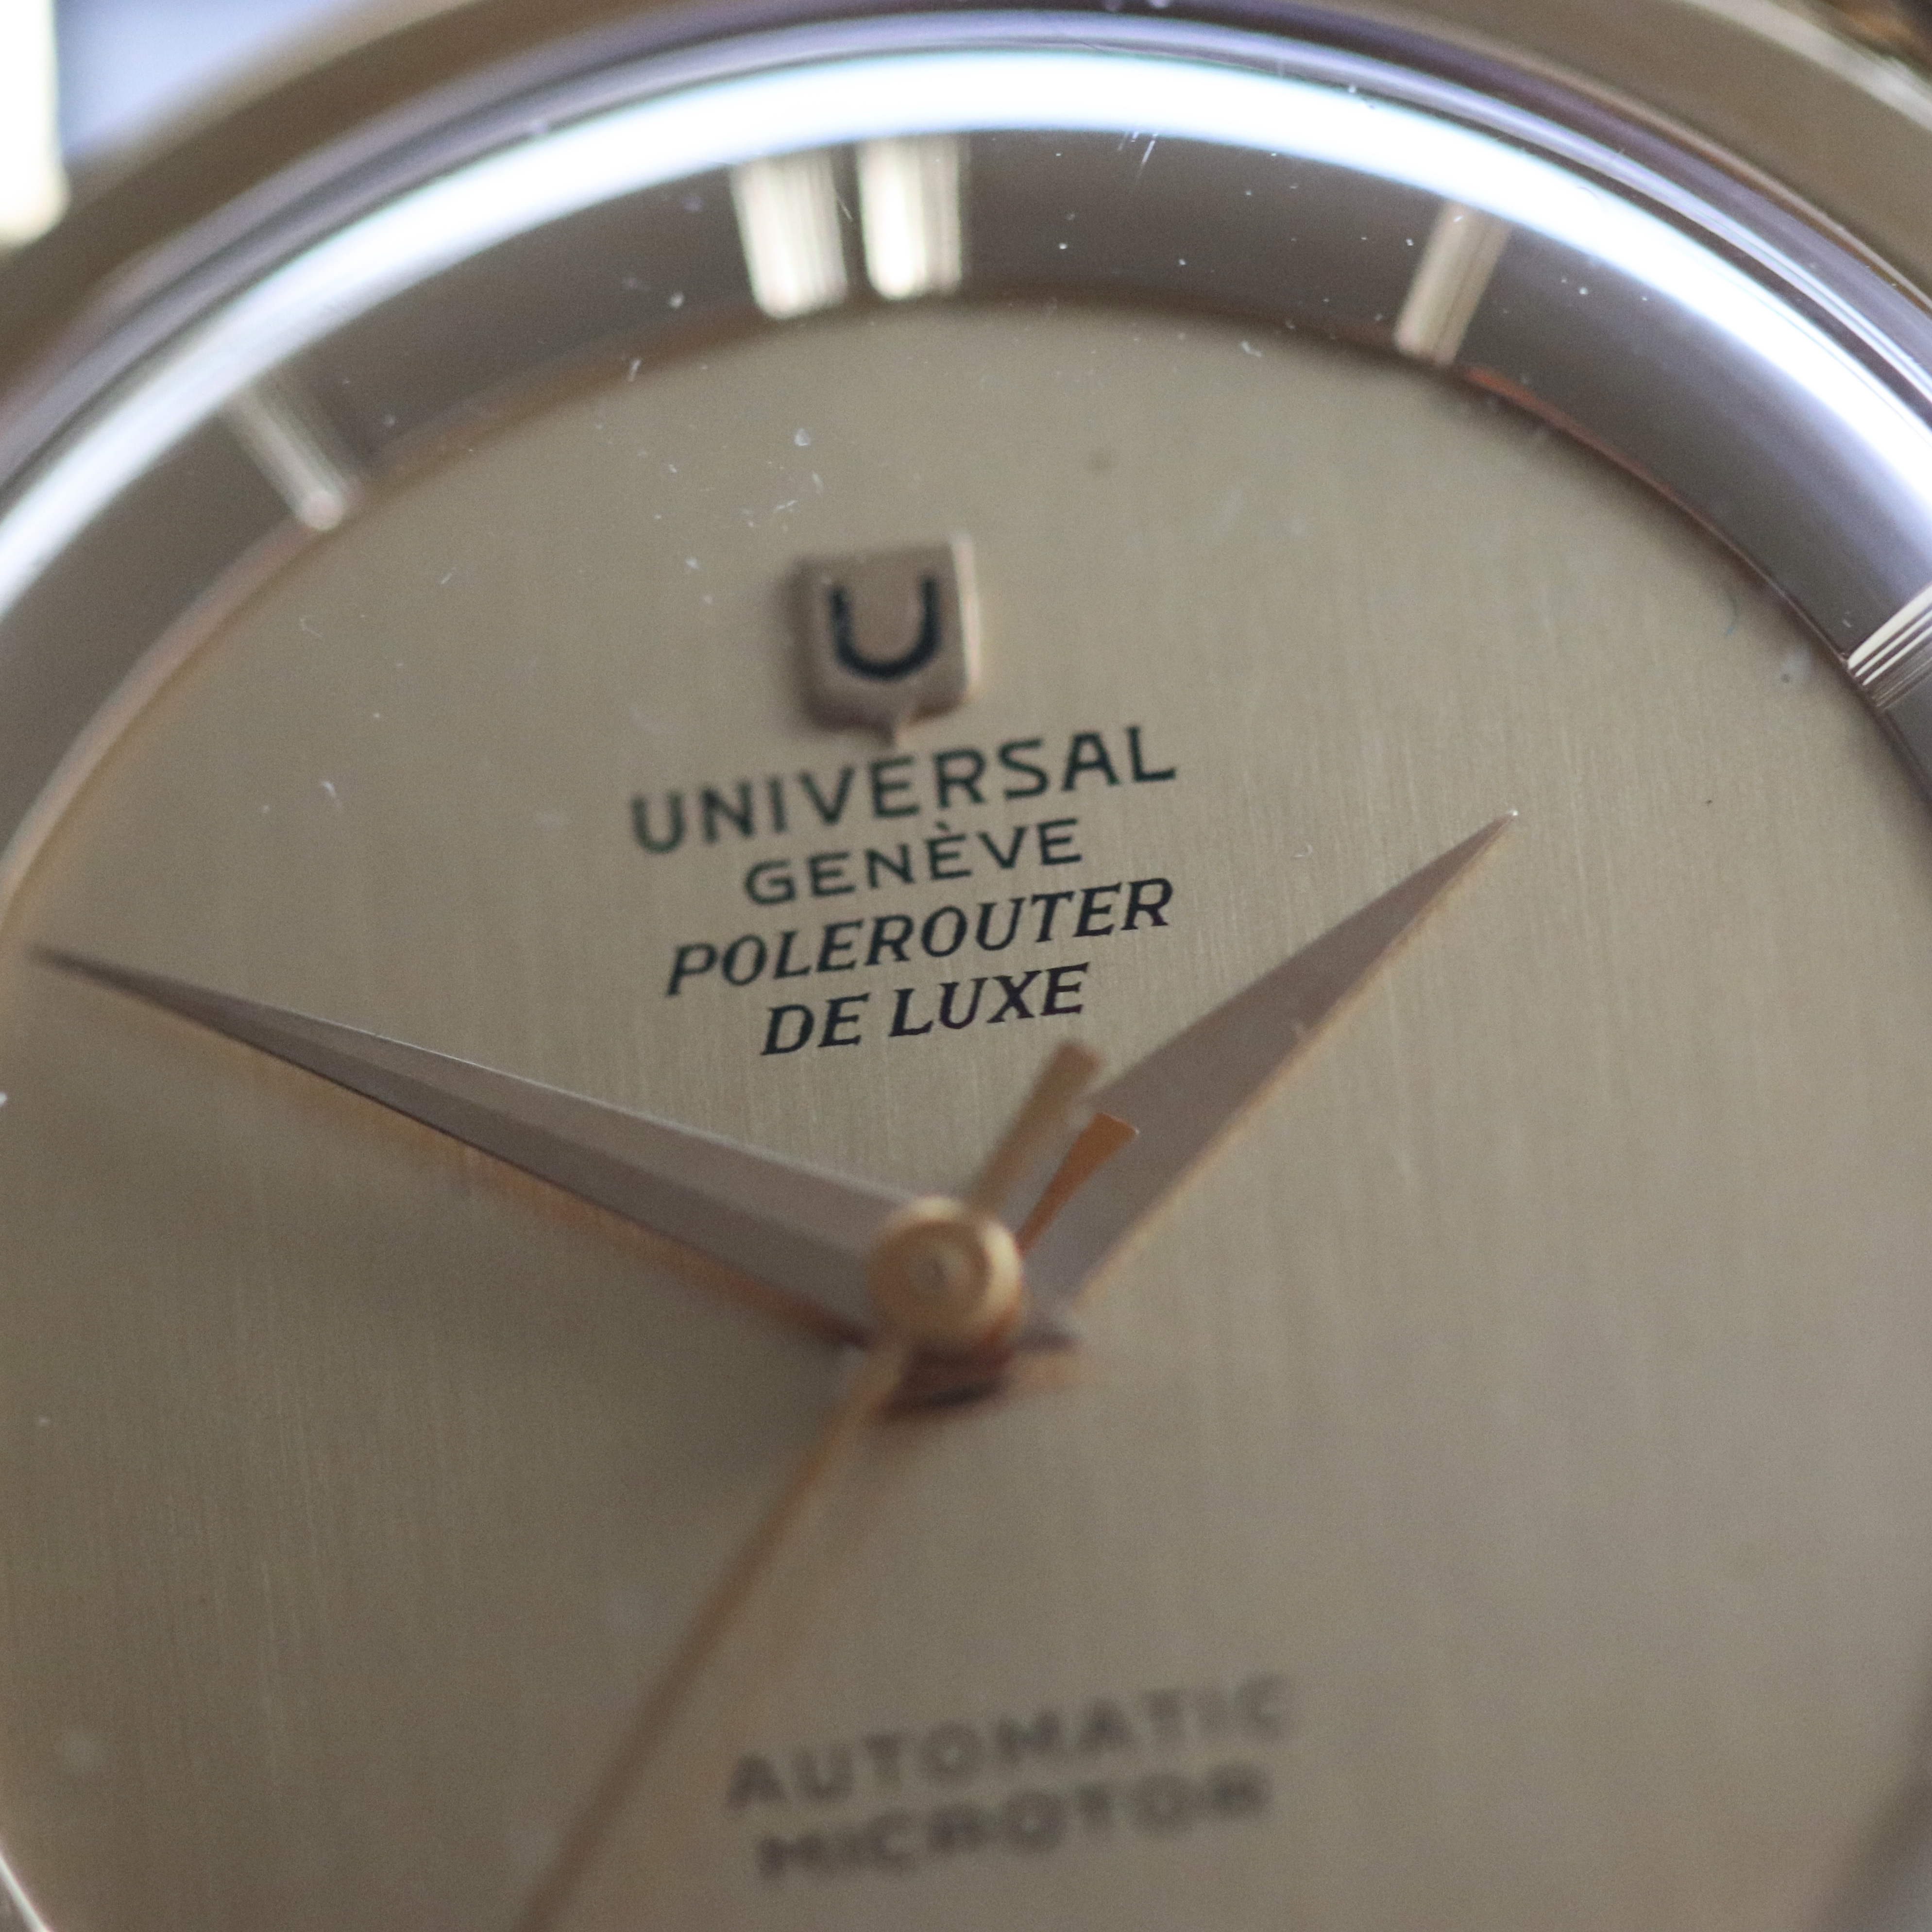 U
UNIVERSAL
GENÈVE
POLEROUTER
DE LUXE
AUTOMATIC
MICROTOR